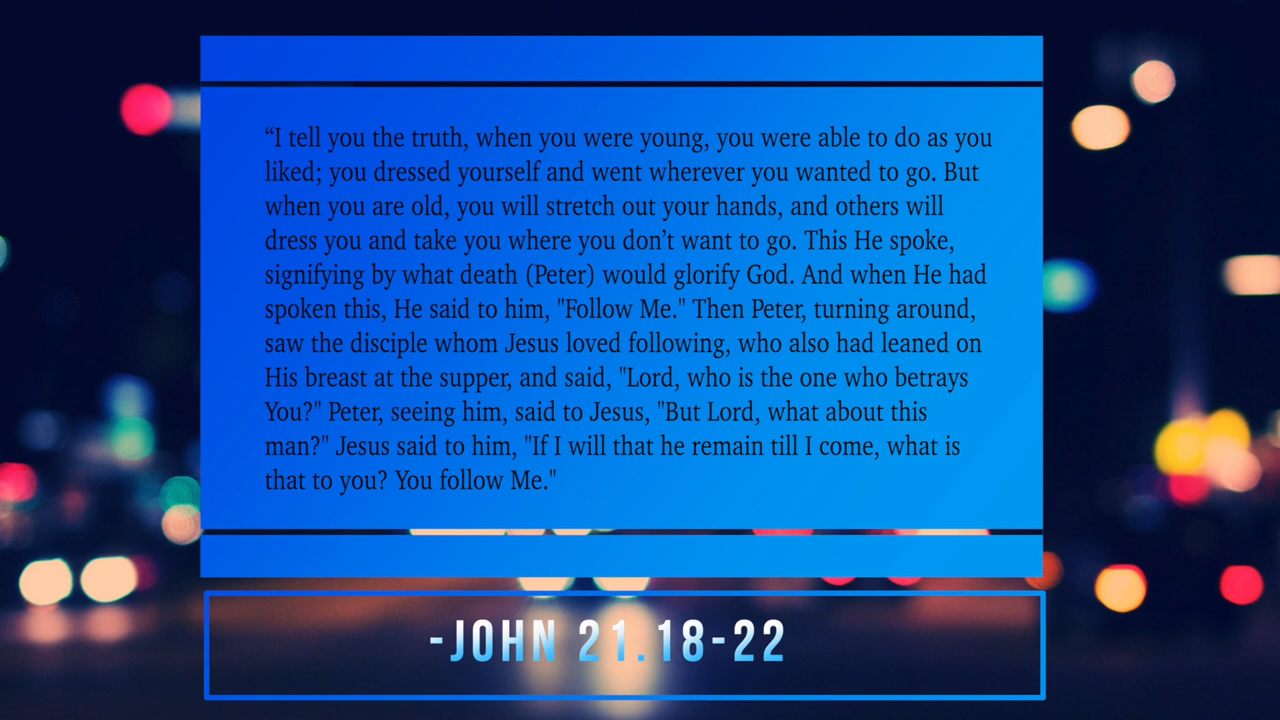 “I tell you the truth, when you were young, you were able to do as you
liked; you dressed yourself and went wherever you wanted to go. But
when you are old, you will stretch out your hands, and others will
dress you and take you where you don’t want to go. This He spoke,
signifying by what death (Peter) would glorify God. And when He had
spoken this, He said to him, "Follow Me." Then Peter, turning around,
saw the disciple whom Jesus loved following, who also had leaned on
His breast at the supper, and said, "Lord, who is the one who betrays
You?" Peter, seeing him, said to Jesus, "But Lord, what about this
man?" Jesus said to him, "If I will that he remain till I come, what is
that to you? You follow Me."
-JOHN 21.18-22